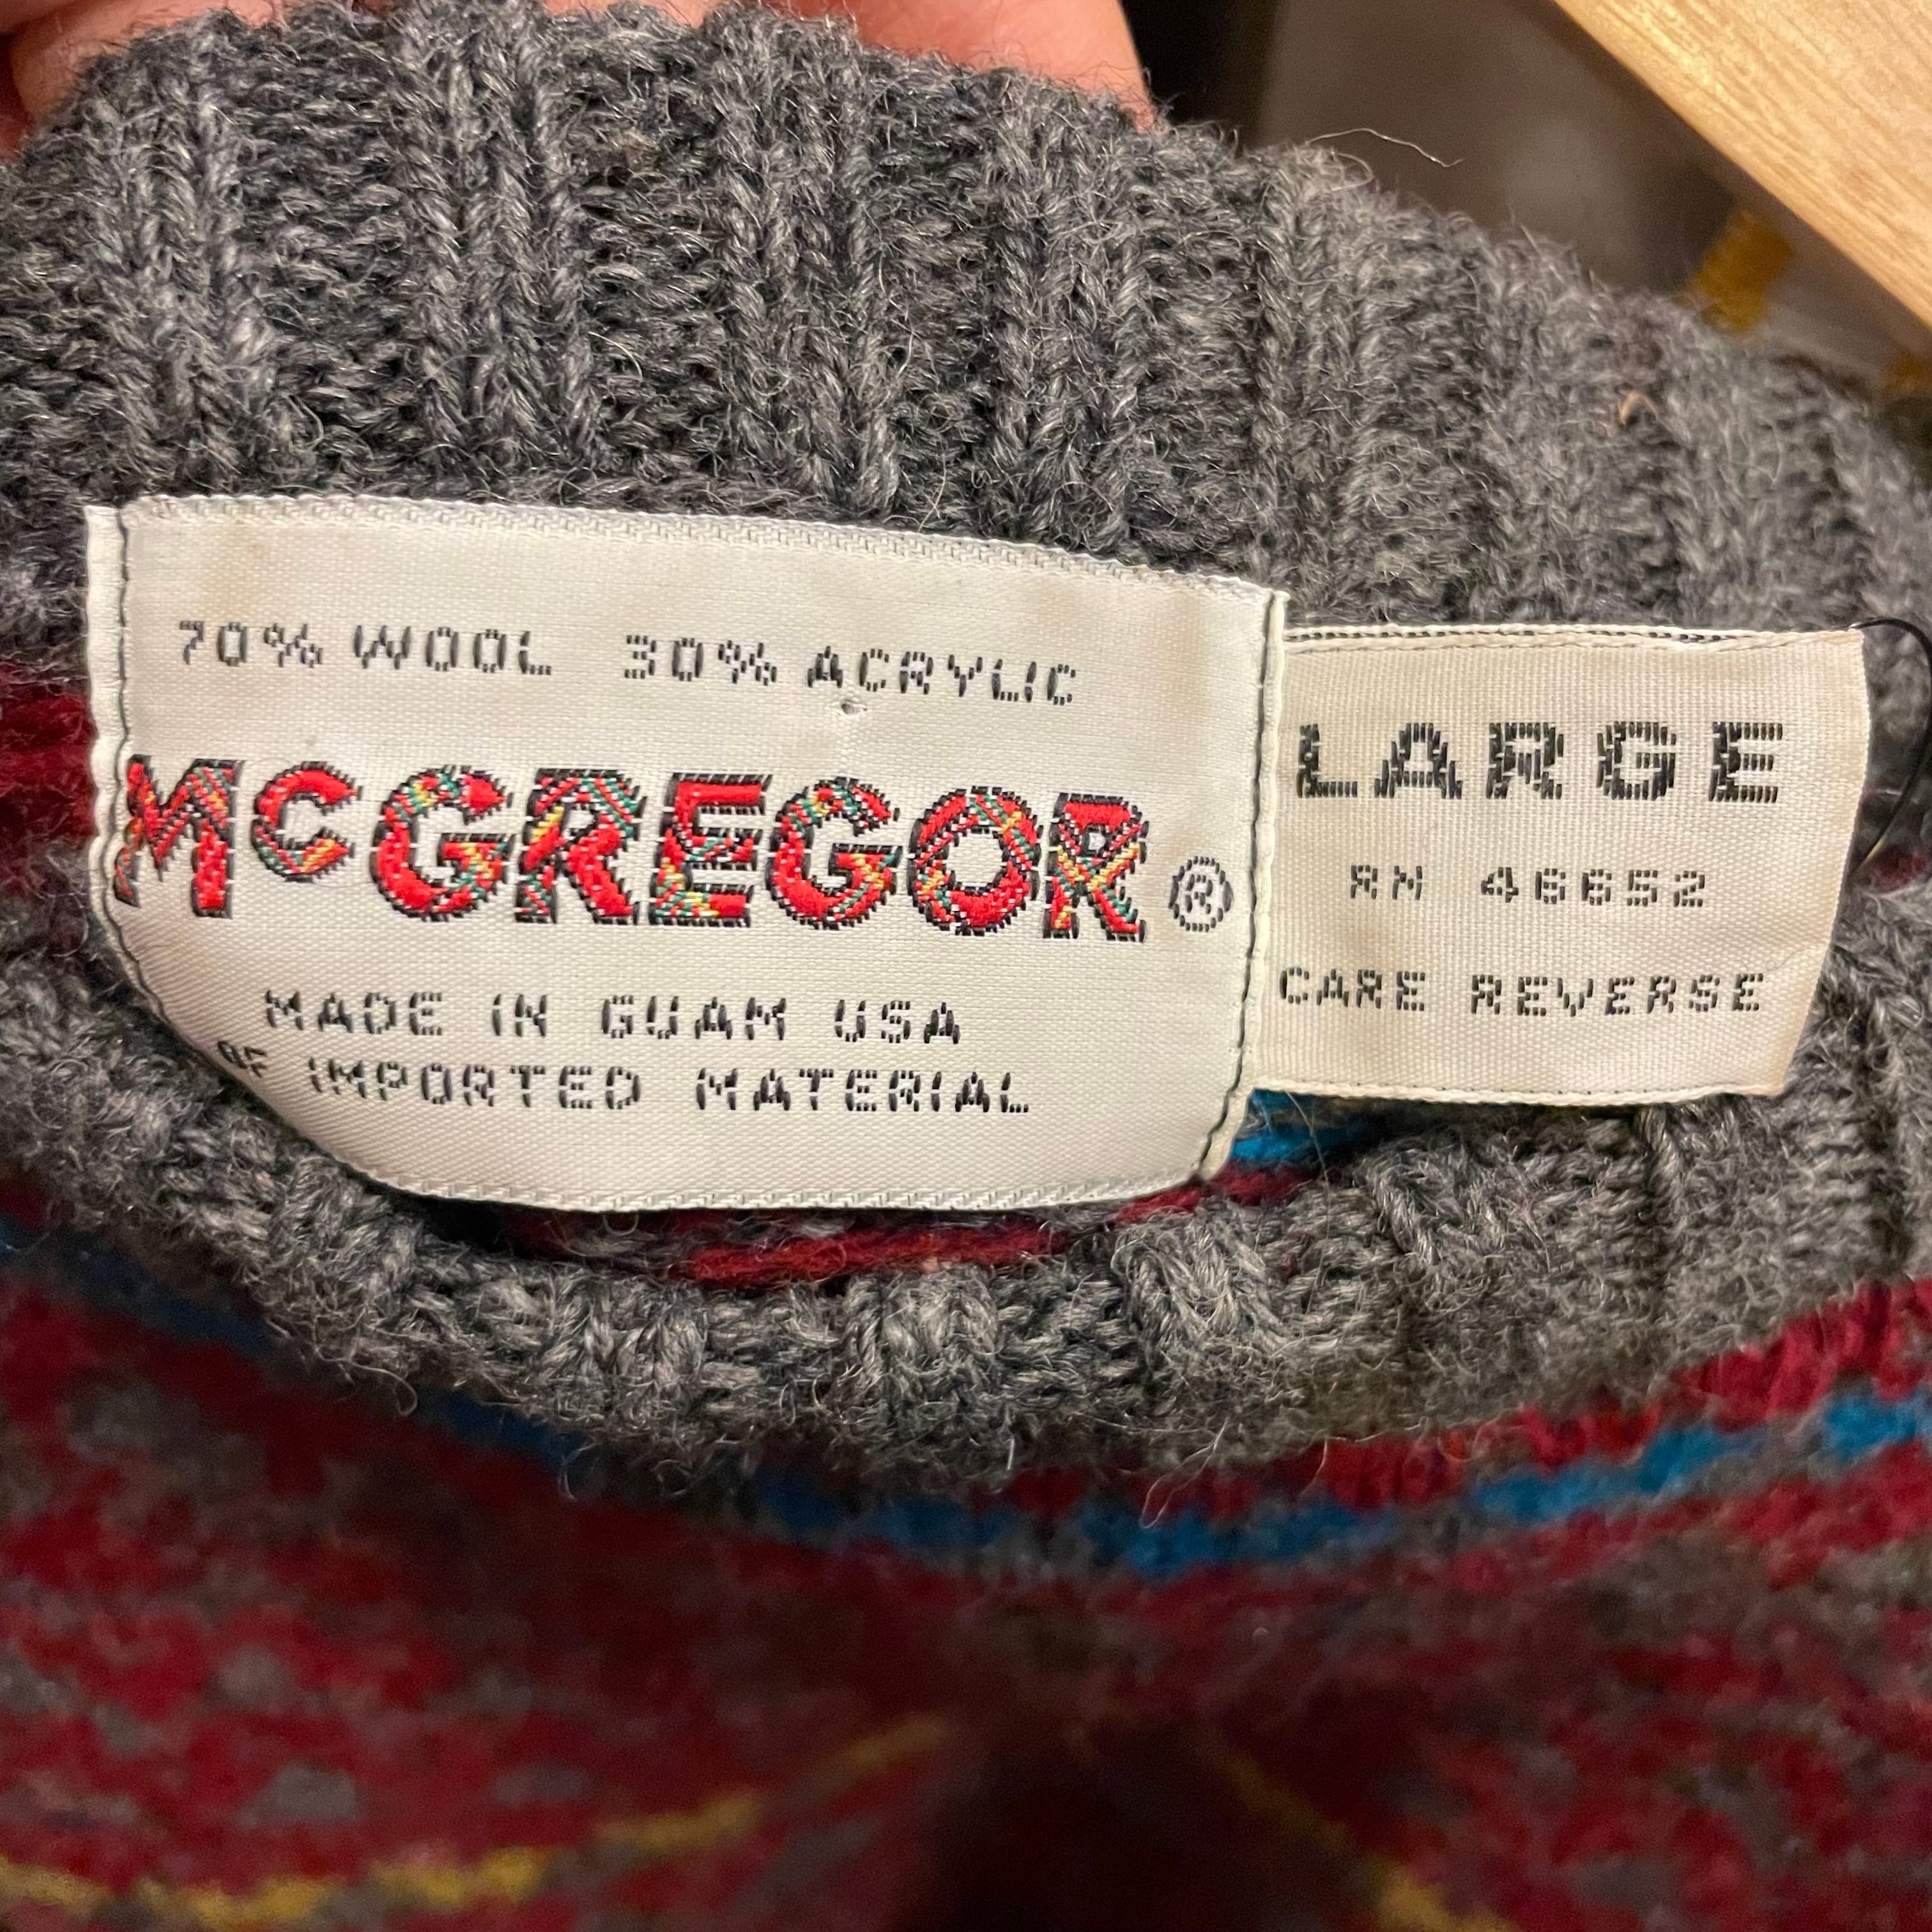 70% WOOL 30% ACRYLIC
McGREGOR®
MADE IN GUAM USA
OF IMPORTED MATERIAL
LARGE
RN 46652
CARE REVERSE